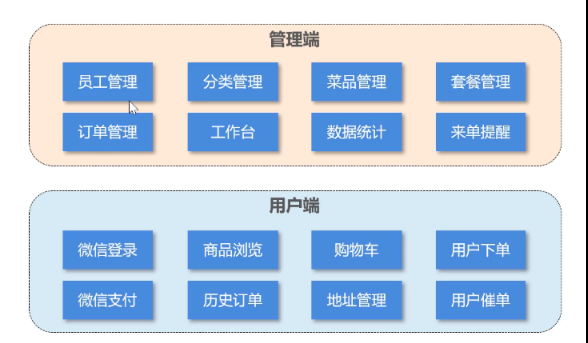 管理端
员工管理 分类管理 菜品管理 套餐管理
订单管理 工作台 数据统计 来单提醒
用户端
微信登录 商品浏览 购物车 用户下单
微信支付 历史订单 地址管理 用户催单